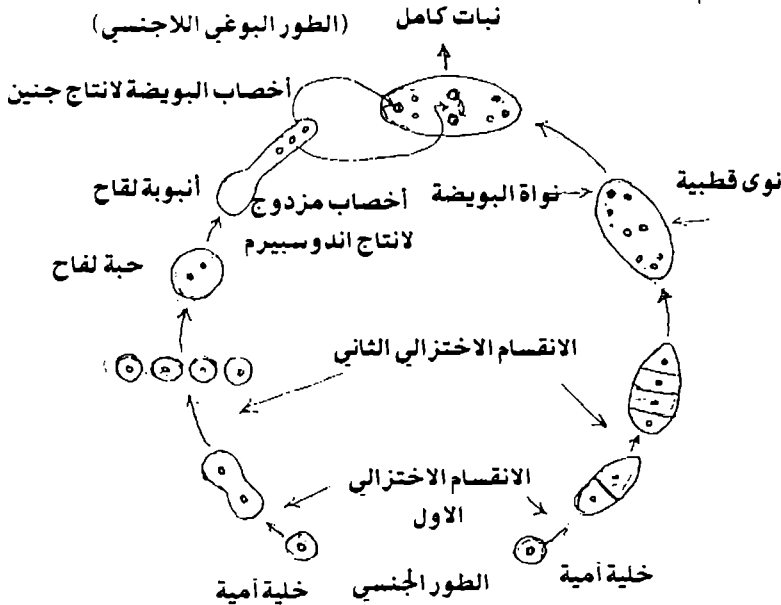 نبات كامل
(الطور البوغي اللاجنسي)
أخصاب البويضة لانتاج جنين
أنبوبة لقاح
أخصاب مزدوج
لانتاج اندوسبيرم
نواة البويضة
نوى قطبية
حبة لفاح
الانقسام الاختزالي الثاني
الانقسام الاختزالي
الاول
خلية أمية
الطور الجنسي
خلية أمية